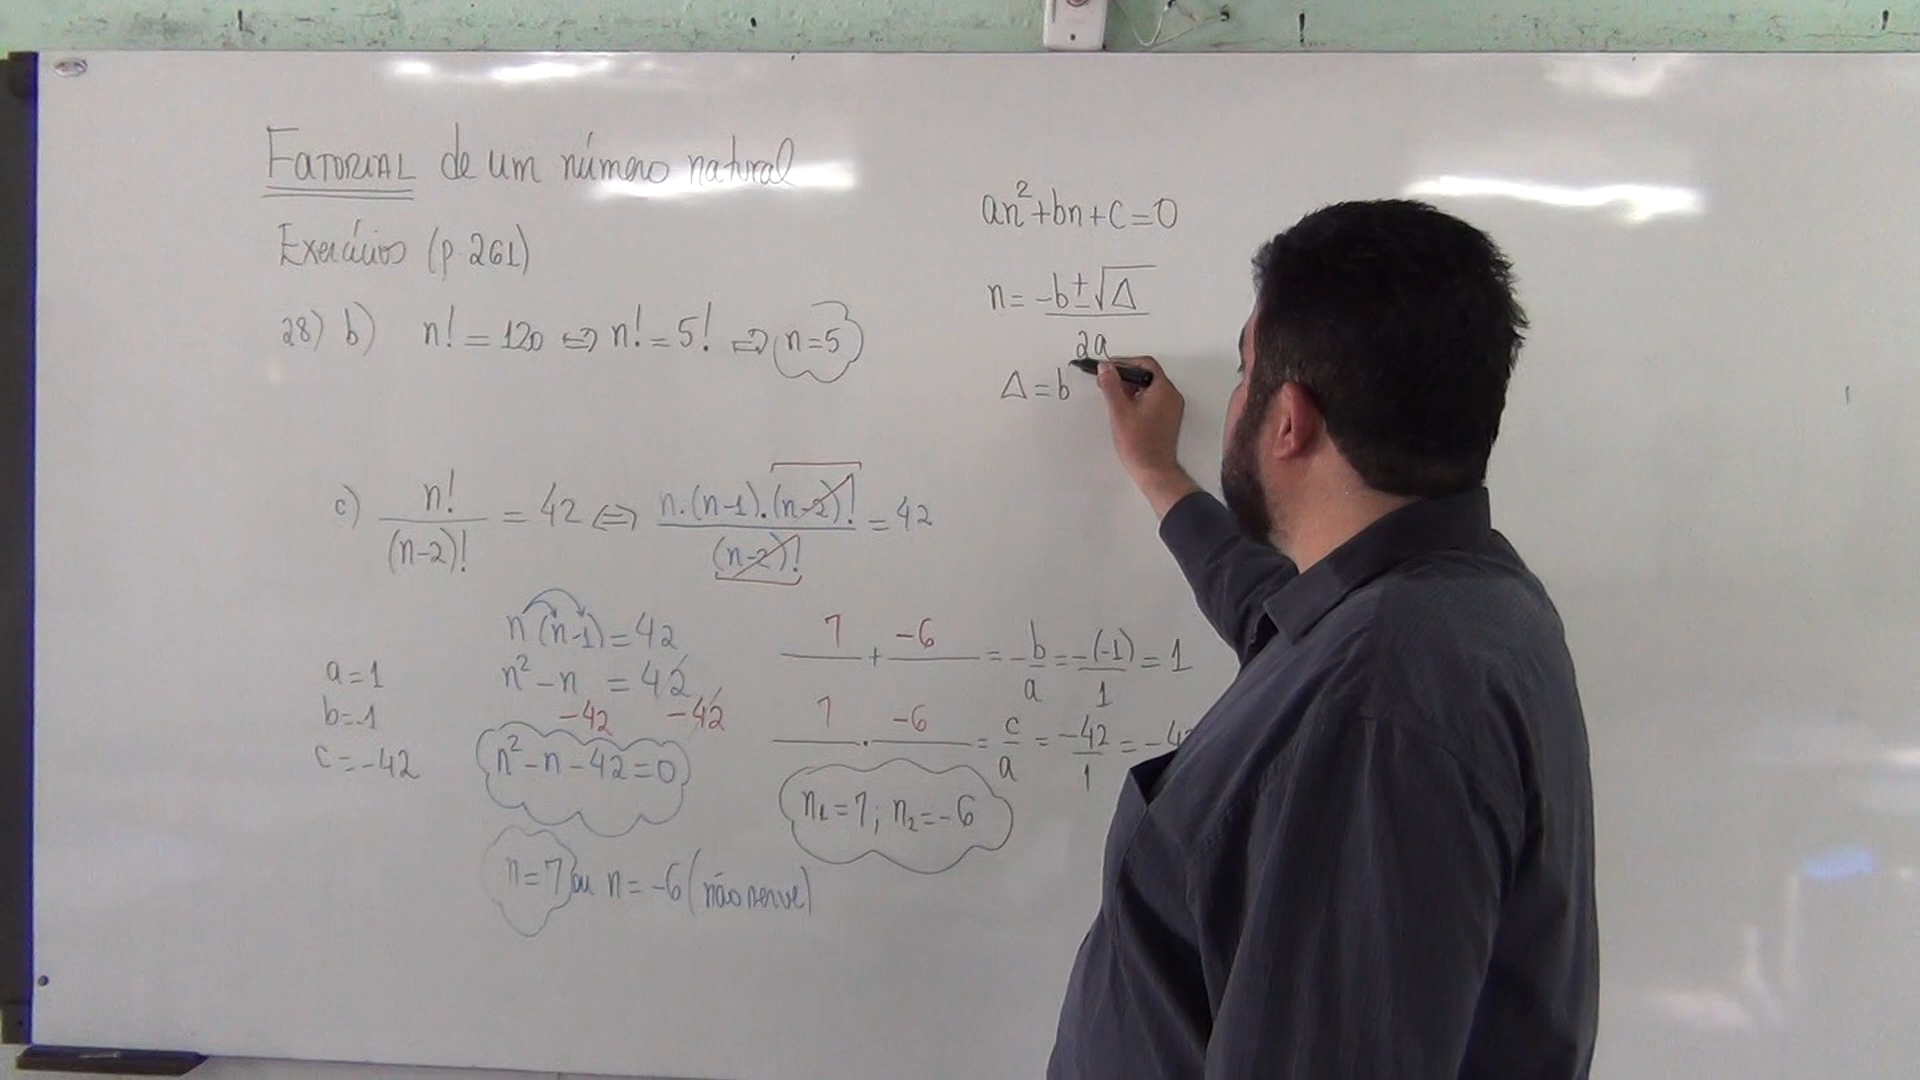 FATORIAL de um número natural
Exercícios (p. 261)
28) b) n! = 120 ⇔ n! = 5! ⇔ n=5
c) n!/(n-2)! = 42 ⇔ n.(n-1).(n-2)!/(n-2)! = 42
n(n-1) = 42
n² - n = 42
-42 -42
n² - n - 42 = 0
n=7 ou n = -6 (não serve)
a = 1
b = -1
c = -42
7 + -6 = -b/a = -(-1)/1 = 1
7 . -6 = c/a = -42/1 = -42
n₁ = 7; n₂ = -6
an² + bn + c = 0
n = -b ± √Δ / 2a
Δ = b